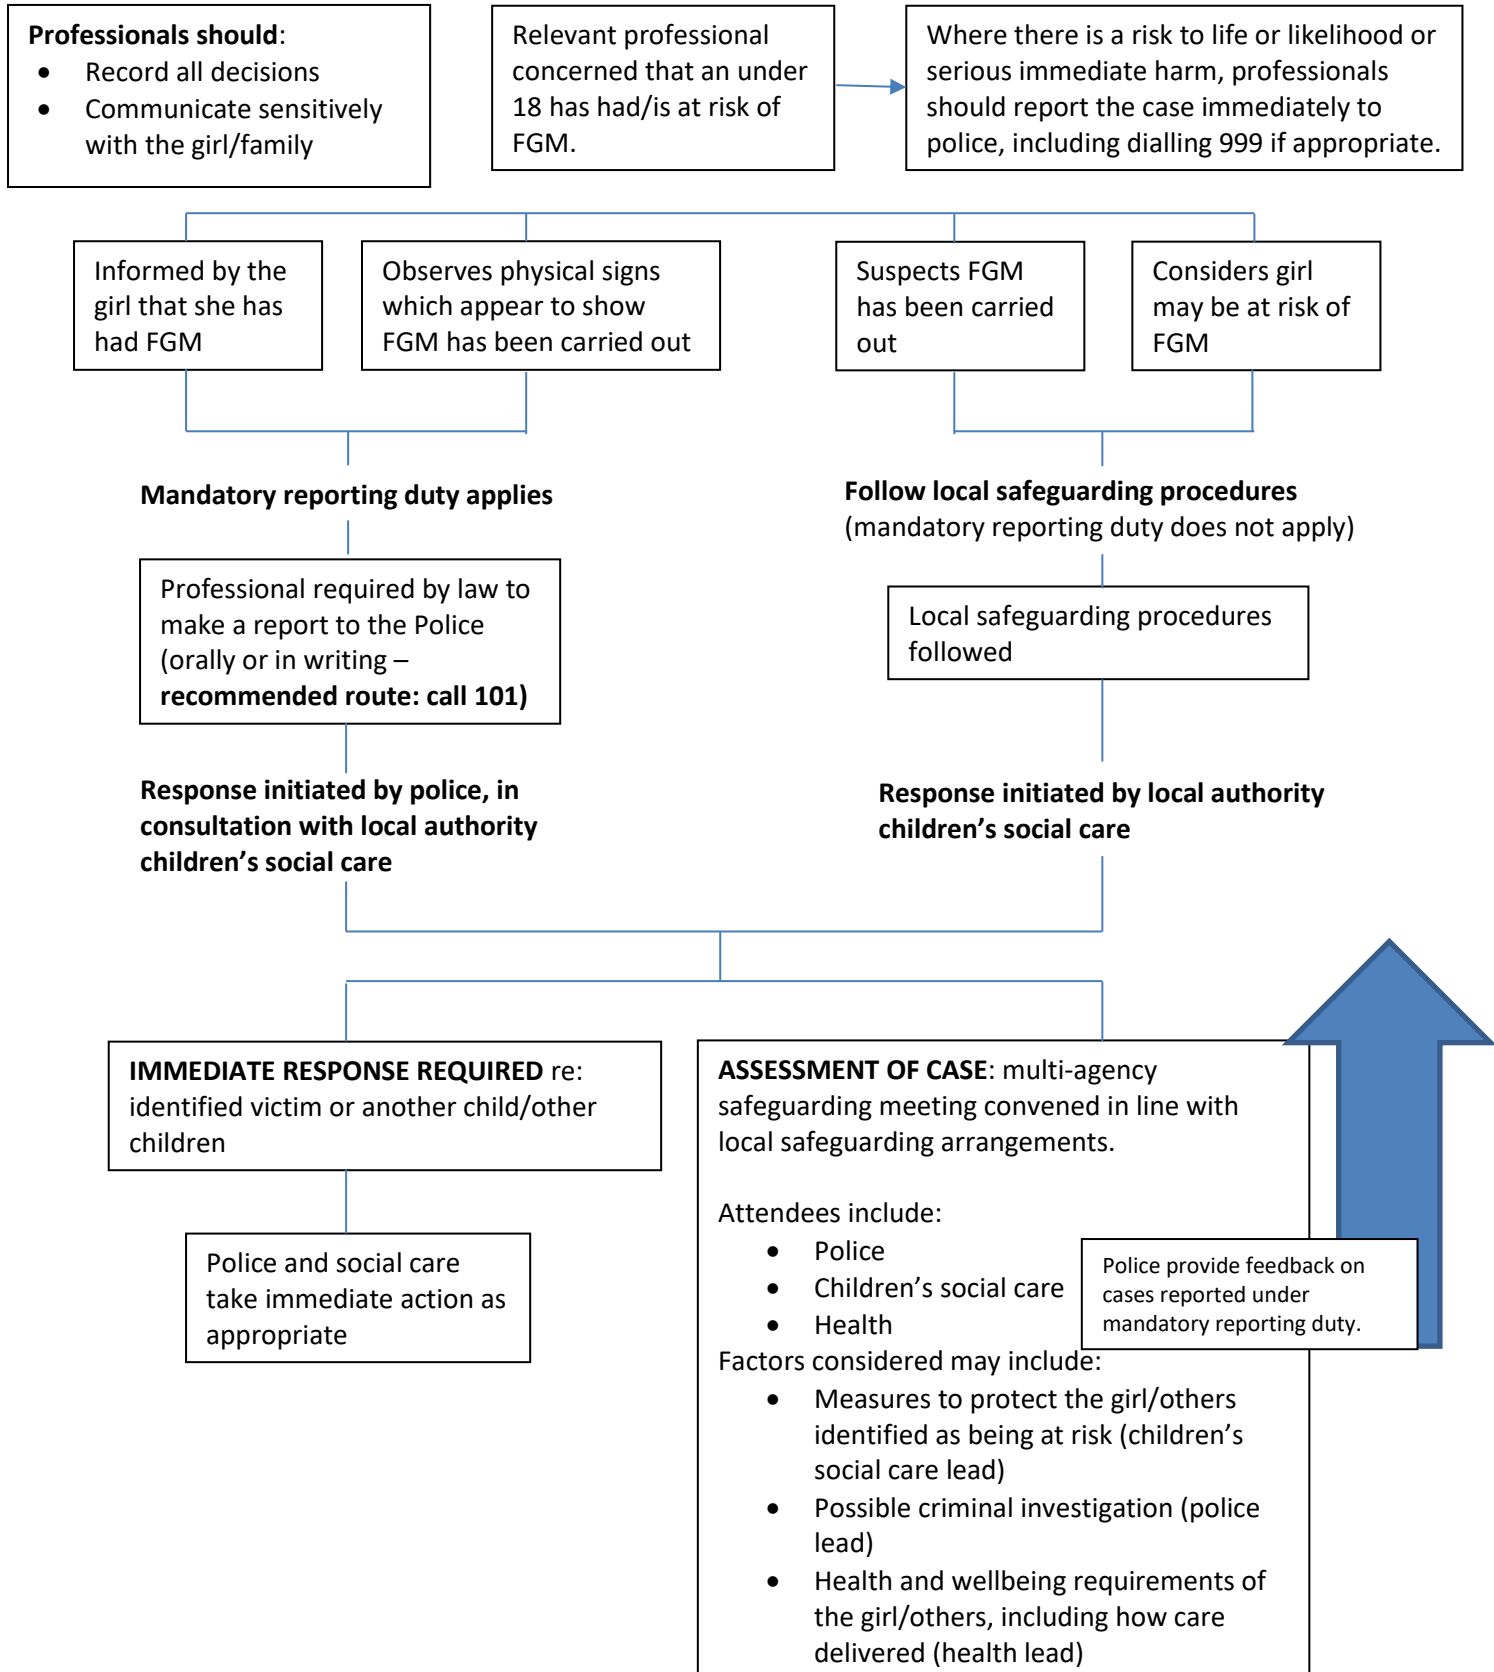 Professionals should:
• Record all decisions
• Communicate sensitively
with the girl/family
Relevant professional
concerned that an under
18 has had/is at risk of
FGM.
Where there is a risk to life or likelihood or
serious immediate harm, professionals
should report the case immediately to
police, including dialling 999 if appropriate.
Informed by the
girl that she has
had FGM
Observes physical signs
which appear to show
FGM has been carried out
Suspects FGM
has been carried
out
Considers girl
may be at risk of
FGM
Mandatory reporting duty applies
Follow local safeguarding procedures
(mandatory reporting duty does not apply)
Professional required by law to
make a report to the Police
(orally or in writing –
recommended route: call 101)
Local safeguarding procedures
followed
Response initiated by police, in
consultation with local authority
children’s social care
Response initiated by local authority
children’s social care
IMMEDIATE RESPONSE REQUIRED re:
identified victim or another child/other
children
Police and social care
take immediate action as
appropriate
ASSESSMENT OF CASE: multi-agency
safeguarding meeting convened in line with
local safeguarding arrangements.
Attendees include:
• Police
• Children’s social care
• Health
Factors considered may include:
• Measures to protect the girl/others
identified as being at risk (children’s
social care lead)
• Possible criminal investigation (police
lead)
• Health and wellbeing requirements of
the girl/others, including how care
delivered (health lead)
Police provide feedback on
cases reported under
mandatory reporting duty.